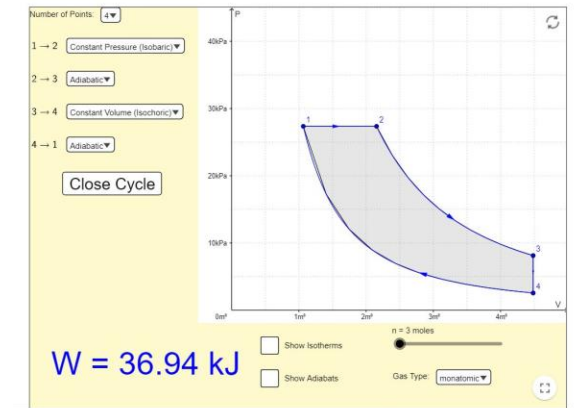 Number of Points: 4▼
1 → 2 Constant Pressure (Isobaric)▼
2 → 3 Adiabatic▼
3 → 4 Constant Volume (Isochoric)▼
4 → 1 Adiabatic▼
Close Cycle
P
40kPa
30kPa
1 2
20kPa
10kPa
3
4
V
0m³ 1m³ 2m³ 3m³ 4m³
W = 36.94 kJ
Show Isotherms
Show Adiabats
n = 3 moles
Gas Type: monatomic▼